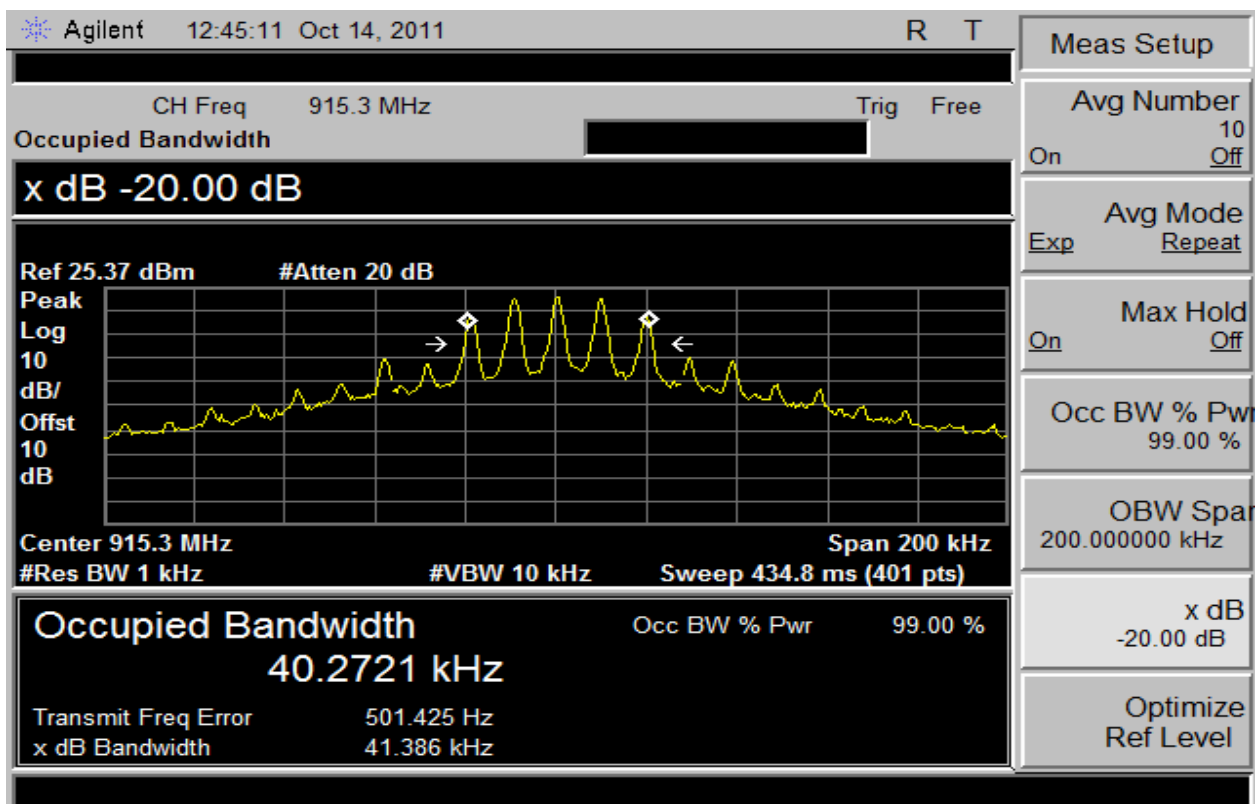 Agilent 12:45:11 Oct 14, 2011 R T
Meas Setup
CH Freq 915.3 MHz Trig Free
Occupied Bandwidth
x dB -20.00 dB
Ref 25.37 dBm #Atten 20 dB
Peak
Log
10
dB/
Offst
10
dB
Center 915.3 MHz Span 200 kHz
#Res BW 1 kHz #VBW 10 kHz Sweep 434.8 ms (401 pts)
Occupied Bandwidth Occ BW % Pwr 99.00 %
40.2721 kHz
Transmit Freq Error 501.425 Hz
x dB Bandwidth 41.386 kHz
Avg Number
10
On Off
Avg Mode
Exp Repeat
Max Hold
On Off
Occ BW % Pwr
99.00 %
OBW Span
200.000000 kHz
x dB
-20.00 dB
Optimize
Ref Level